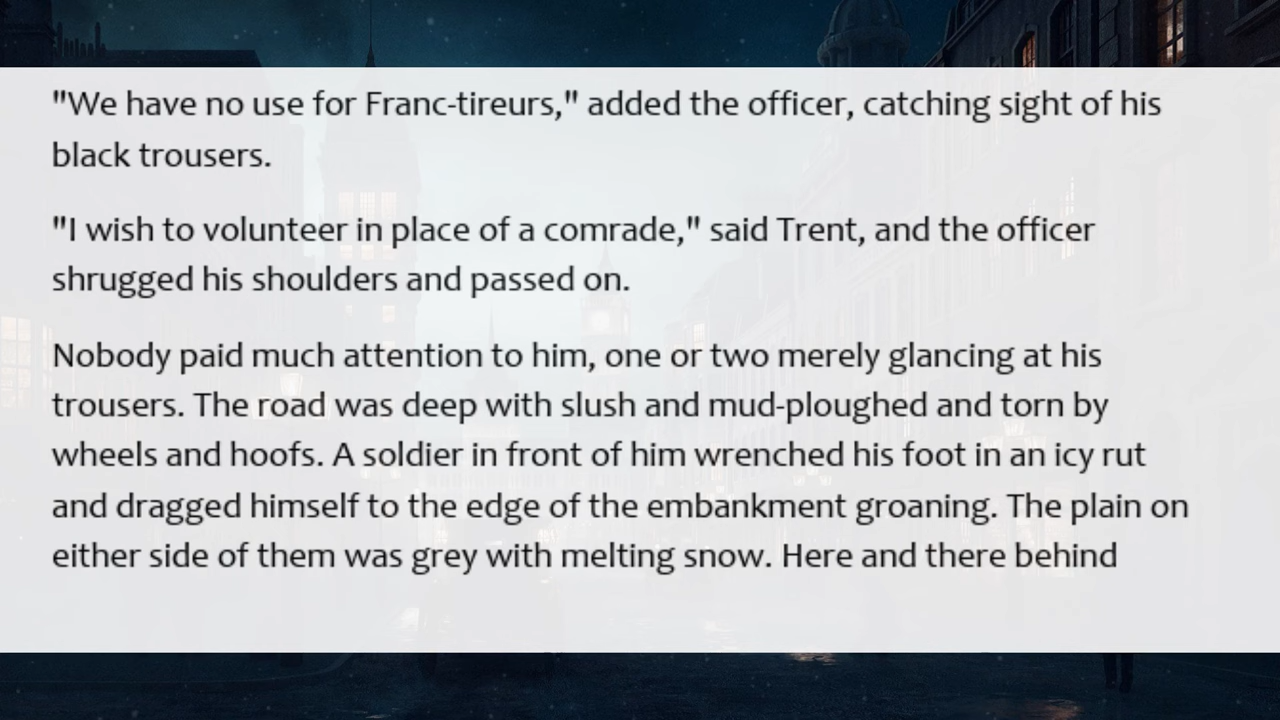 "We have no use for Franc-tireurs," added the officer, catching sight of his
black trousers.
"I wish to volunteer in place of a comrade," said Trent, and the officer
shrugged his shoulders and passed on.
Nobody paid much attention to him, one or two merely glancing at his
trousers. The road was deep with slush and mud-ploughed and torn by
wheels and hoofs. A soldier in front of him wrenched his foot in an icy rut
and dragged himself to the edge of the embankment groaning. The plain on
either side of them was grey with melting snow. Here and there behind